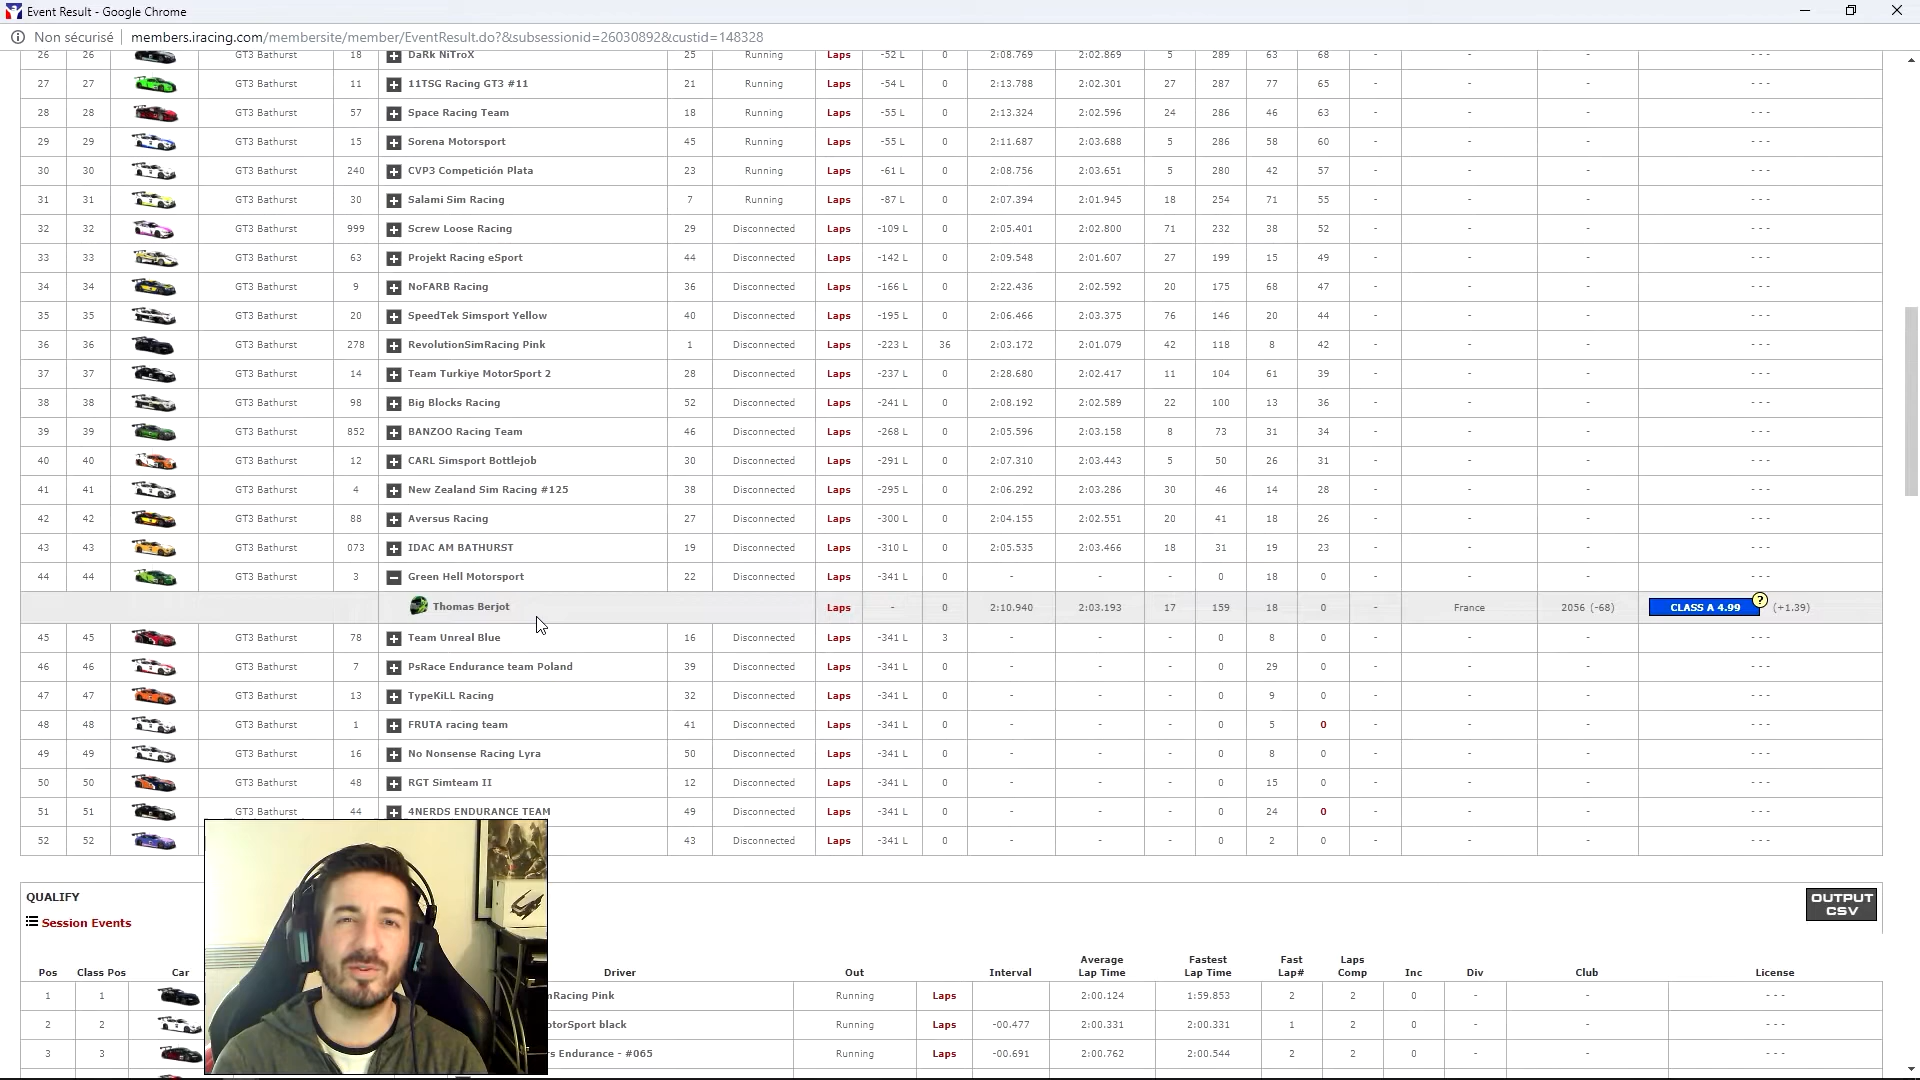 Event Result - Google Chrome
Non sécurisé members.iracing.com/membersite/member/EventResult.do?&subsessionid=26030892&custid=148328
26 26 GT3 Bathurst 18 DaRk NiTroX 25 Running Laps -52 L 0 2:08.769 2:02.869 5 289 63 68 - - - - - -
27 27 GT3 Bathurst 11 11TSG Racing GT3 #11 21 Running Laps -54 L 0 2:13.788 2:02.301 27 287 77 65 - - - - - -
28 28 GT3 Bathurst 57 Space Racing Team 18 Running Laps -55 L 0 2:13.324 2:02.596 24 286 46 63 - - - - - -
29 29 GT3 Bathurst 15 Sorena Motorsport 45 Running Laps -55 L 0 2:11.687 2:03.688 5 286 58 60 - - - - - -
30 30 GT3 Bathurst 240 CVP3 Competición Plata 23 Running Laps -61 L 0 2:08.756 2:03.651 5 280 42 57 - - - - - -
31 31 GT3 Bathurst 30 Salami Sim Racing 7 Running Laps -87 L 0 2:07.394 2:01.945 18 254 71 55 - - - - - -
32 32 GT3 Bathurst 999 Screw Loose Racing 29 Disconnected Laps -109 L 0 2:05.401 2:02.800 71 232 38 52 - - - - - -
33 33 GT3 Bathurst 63 Projekt Racing eSport 44 Disconnected Laps -142 L 0 2:09.548 2:01.607 27 199 15 49 - - - - - -
34 34 GT3 Bathurst 9 NoFARB Racing 36 Disconnected Laps -166 L 0 2:22.436 2:02.592 20 175 68 47 - - - - - -
35 35 GT3 Bathurst 20 SpeedTek Simsport Yellow 40 Disconnected Laps -195 L 0 2:06.466 2:03.375 76 146 20 44 - - - - - -
36 36 GT3 Bathurst 278 RevolutionSimRacing Pink 1 Disconnected Laps -223 L 36 2:03.172 2:01.079 42 118 8 42 - - - - - -
37 37 GT3 Bathurst 14 Team Turkiye MotorSport 2 28 Disconnected Laps -237 L 0 2:28.680 2:02.417 11 104 61 39 - - - - - -
38 38 GT3 Bathurst 98 Big Blocks Racing 52 Disconnected Laps -241 L 0 2:08.192 2:02.589 22 100 13 36 - - - - - -
39 39 GT3 Bathurst 852 BANZOO Racing Team 46 Disconnected Laps -268 L 0 2:05.596 2:03.158 8 73 31 34 - - - - - -
40 40 GT3 Bathurst 12 CARL Simsport Bottlejob 30 Disconnected Laps -291 L 0 2:07.310 2:03.443 5 50 26 31 - - - - - -
41 41 GT3 Bathurst 4 New Zealand Sim Racing #125 38 Disconnected Laps -295 L 0 2:06.292 2:03.286 30 46 14 28 - - - - - -
42 42 GT3 Bathurst 88 Aversus Racing 27 Disconnected Laps -300 L 0 2:04.155 2:02.551 20 41 18 26 - - - - - -
43 43 GT3 Bathurst 073 IDAC AM BATHURST 19 Disconnected Laps -310 L 0 2:05.535 2:03.466 18 31 19 23 - - - - - -
44 44 GT3 Bathurst 3 Green Hell Motorsport 22 Disconnected Laps -341 L 0 - - 0 18 0 - - - - - -
Thomas Berjot Laps - 0 2:10.940 2:03.193 17 159 18 0 - France 2056 (-68) CLASS A 4.99 ? (+1.39)
45 45 GT3 Bathurst 78 Team Unreal Blue 16 Disconnected Laps -341 L 3 - - 0 8 0 - - - - - -
46 46 GT3 Bathurst 7 PsRace Endurance team Poland 39 Disconnected Laps -341 L 0 - - 0 29 0 - - - - - -
47 47 GT3 Bathurst 13 TypeKiLL Racing 32 Disconnected Laps -341 L 0 - - 0 9 0 - - - - - -
48 48 GT3 Bathurst 1 FRUTA racing team 41 Disconnected Laps -341 L 0 - - 0 5 0 - - - - - -
49 49 GT3 Bathurst 16 No Nonsense Racing Lyra 50 Disconnected Laps -341 L 0 - - 0 8 0 - - - - - -
50 50 GT3 Bathurst 48 RGT Simteam II 12 Disconnected Laps -341 L 0 - - 0 15 0 - - - - - -
51 51 GT3 Bathurst 44 4NERDS ENDURANCE TEAM 49 Disconnected Laps -341 L 0 - - 0 24 0 - - - - - -
52 52 43 Disconnected Laps -341 L 0 - - 0 2 0 - - - - - -
QUALIFY
OUTPUT CSV
Session Events
Pos Class Pos Car Driver Out Interval Average Lap Time Fastest Lap Time Fast Lap# Laps Comp Inc Div Club License
1 1 mRacing Pink Running Laps 2:00.124 1:59.853 2 2 0 - - - - -
2 2 otorSport black Running Laps -00.477 2:00.331 2:00.331 1 2 0 - - - - -
3 3 rs Endurance - #065 Running Laps -00.691 2:00.762 2:00.544 2 2 0 - - - - -